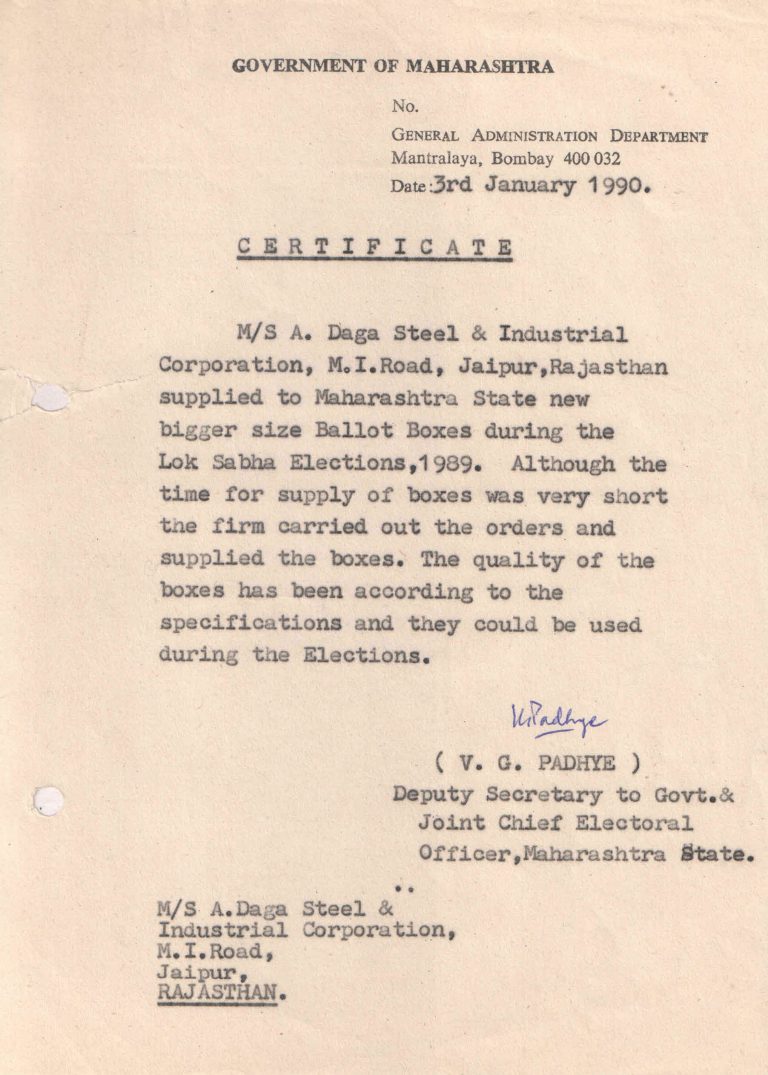 GOVERNMENT OF MAHARASHTRA
No.
GENERAL ADMINISTRATION DEPARTMENT
Mantralaya, Bombay 400 032
Date:3rd January 1990.
CERTIFICATE
M/S A. Daga Steel & Industrial
Corporation, M.I.Road, Jaipur,Rajasthan
supplied to Maharashtra State new
bigger size Ballot Boxes during the
Lok Sabha Elections,1989. Although the
time for supply of boxes was very short
the firm carried out the orders and
supplied the boxes. The quality of the
boxes has been according to the
specifications and they could be used
during the Elections.
VGPadhye
( V. G. PADHYE )
Deputy Secretary to Govt.&
Joint Chief Electoral
Officer,Maharashtra State.
..
M/S A.Daga Steel &
Industrial Corporation,
M.I.Road,
Jaipur,
RAJASTHAN.